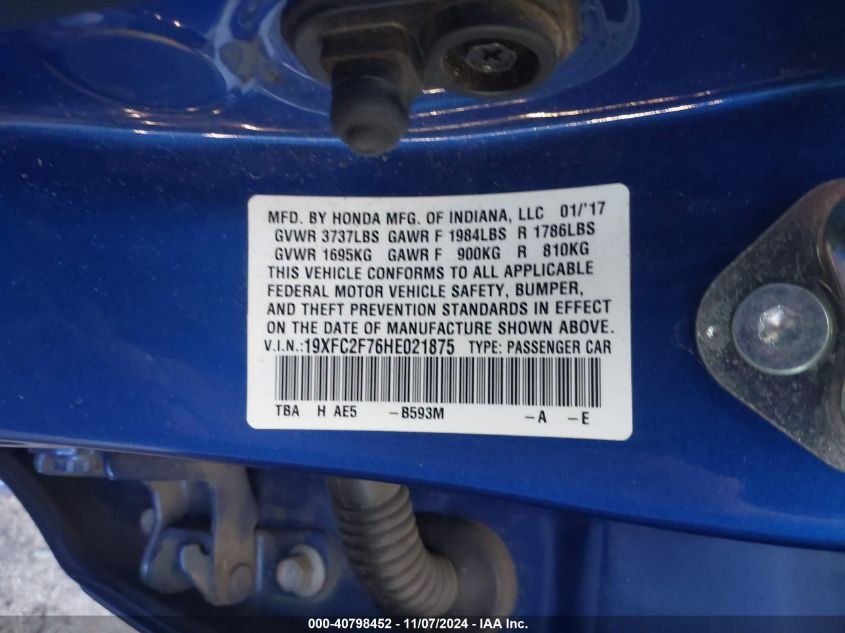 MFD. BY HONDA MFG. OF INDIANA, LLC 01/'17
GVWR 3737LBS GAWR F 1984LBS R 1786LBS
GVWR 1695KG GAWR F 900KG R 810KG
THIS VEHICLE CONFORMS TO ALL APPLICABLE
FEDERAL MOTOR VEHICLE SAFETY, BUMPER,
AND THEFT PREVENTION STANDARDS IN EFFECT
ON THE DATE OF MANUFACTURE SHOWN ABOVE.
V.I.N.:19XFC2F76HE021875 TYPE: PASSENGER CAR
TBA H AE5 -B593M -A -E
000-40798452 - 11/07/2024 - IAA Inc.